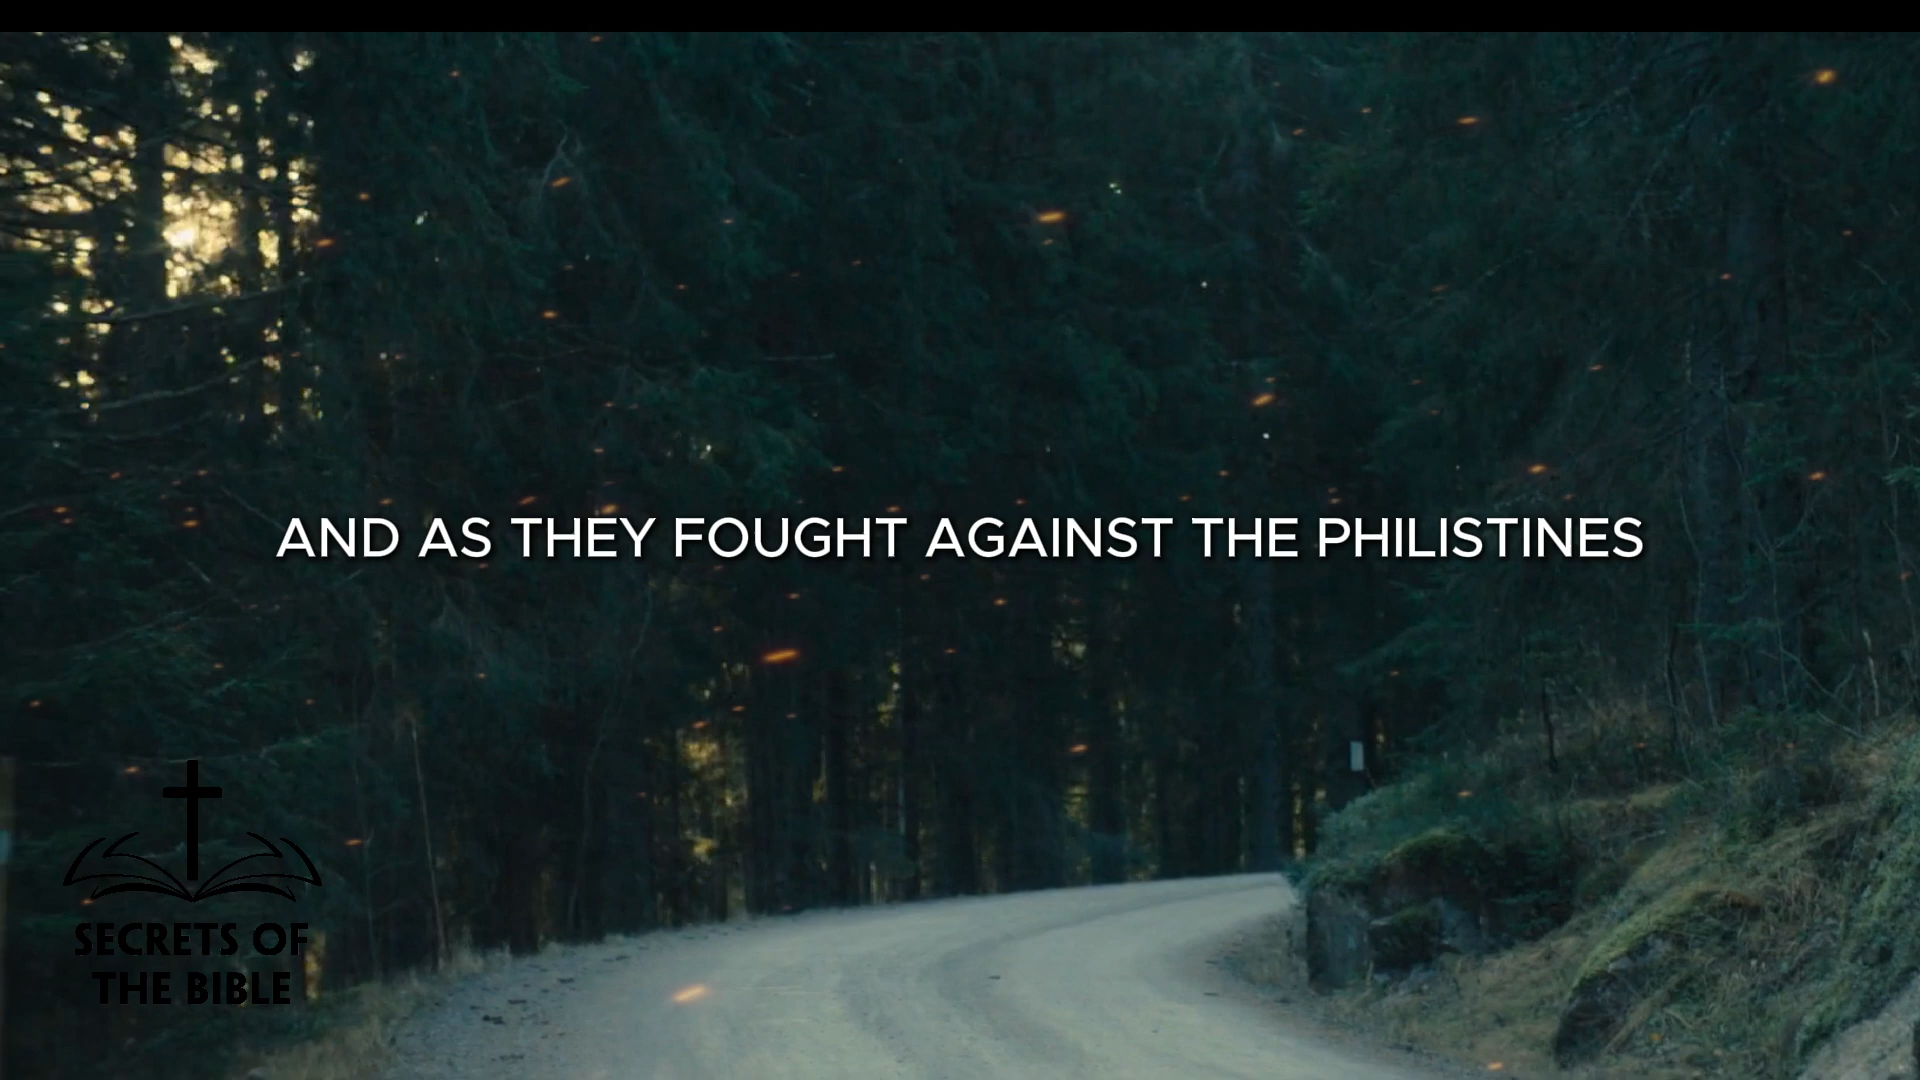 AND AS THEY FOUGHT AGAINST THE PHILISTINES
SECRETS OF
THE BIBLE